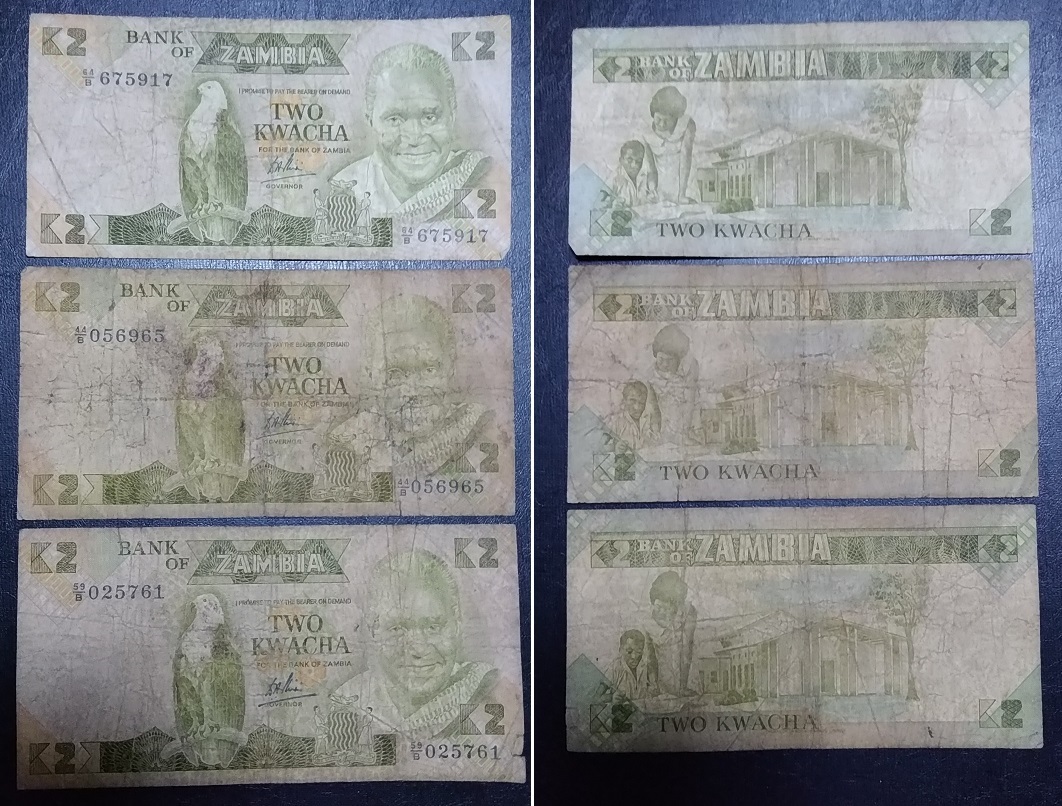 K2 BANK OF ZAMBIA K2
64/B 675917
I PROMISE TO PAY THE BEARER ON DEMAND
TWO
KWACHA
FOR THE BANK OF ZAMBIA
GOVERNOR
K2 K2
64/B 675917
K2 BANK OF ZAMBIA K2
44/B 056965
I PROMISE TO PAY THE BEARER ON DEMAND
TWO
KWACHA
FOR THE BANK OF ZAMBIA
GOVERNOR
K2 K2
44/B 056965
K2 BANK OF ZAMBIA K2
59/B 025761
I PROMISE TO PAY THE BEARER ON DEMAND
TWO
KWACHA
FOR THE BANK OF ZAMBIA
GOVERNOR
K2 K2
59/B 025761
K2 BANK OF ZAMBIA K2
K2 TWO KWACHA K2
K2 BANK OF ZAMBIA K2
K2 TWO KWACHA K2
K2 BANK OF ZAMBIA K2
K2 TWO KWACHA K2